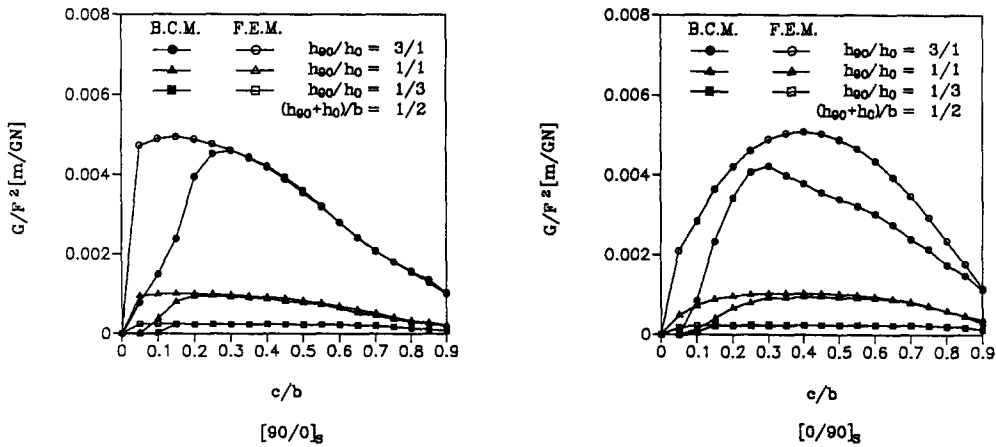 B.C.M. F.E.M.
h90/h0 = 3/1
h90/h0 = 1/1
h90/h0 = 1/3
(h90+h0)/b = 1/2
0.008
0.006
0.004
0.002
0
G/F² [m/GN]
0 0.1 0.2 0.3 0.4 0.5 0.6 0.7 0.8 0.9
c/b
[90/0]s
B.C.M. F.E.M.
h90/h0 = 3/1
h90/h0 = 1/1
h90/h0 = 1/3
(h90+h0)/b = 1/2
0.008
0.006
0.004
0.002
0
G/F² [m/GN]
0 0.1 0.2 0.3 0.4 0.5 0.6 0.7 0.8 0.9
c/b
[0/90]s